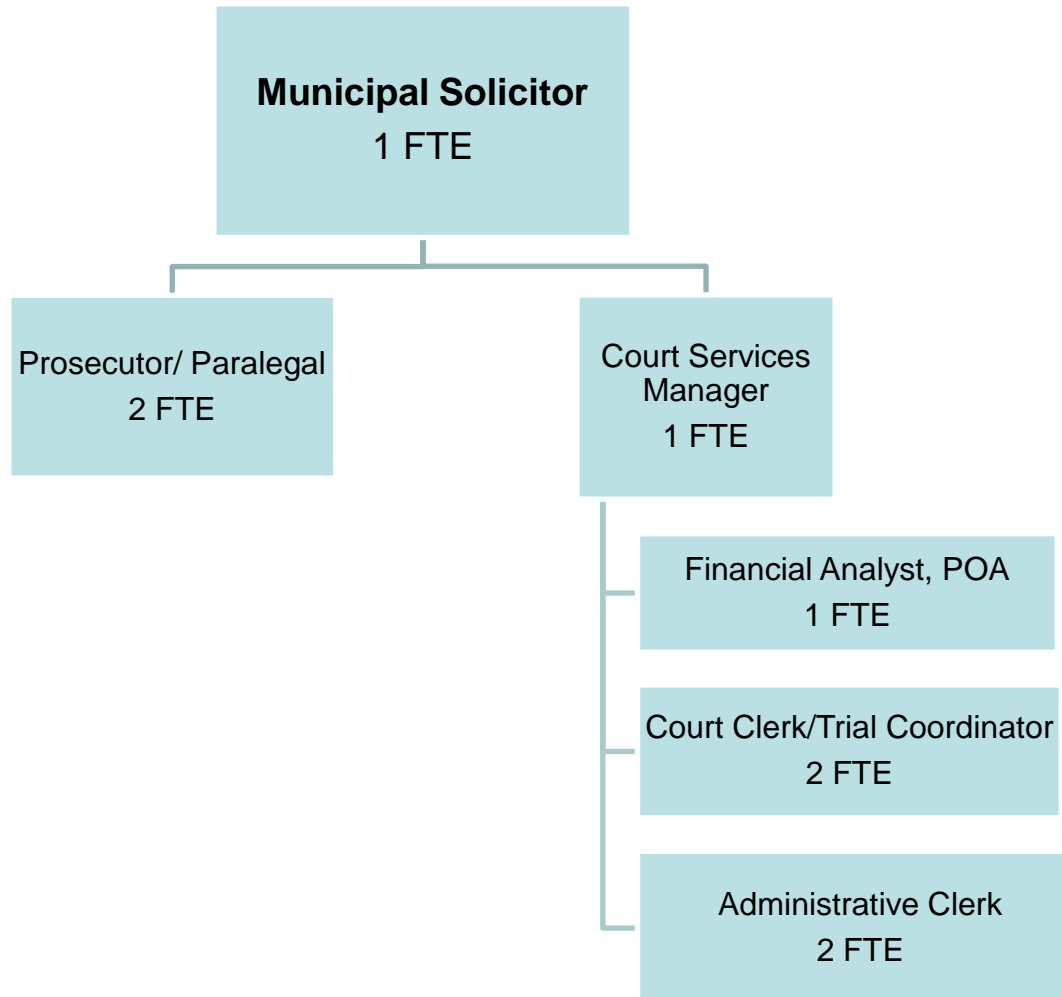 Municipal Solicitor
1 FTE
Prosecutor/ Paralegal
2 FTE
Court Services
Manager
1 FTE
Financial Analyst, POA
1 FTE
Court Clerk/Trial Coordinator
2 FTE
Administrative Clerk
2 FTE